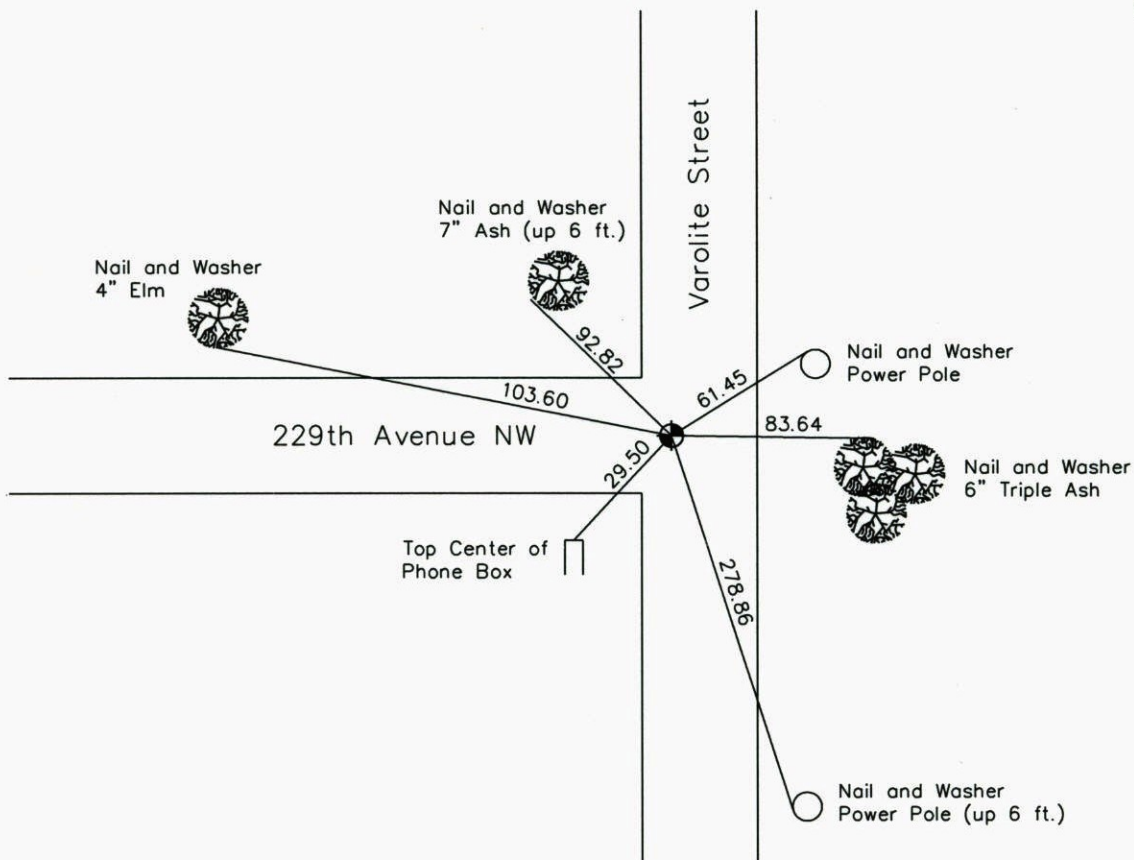 Varolite Street
Nail and Washer
7" Ash (up 6 ft.)
Nail and Washer
4" Elm
92.82
103.60
61.45
Nail and Washer
Power Pole
83.64
229th Avenue NW
29.50
Nail and Washer
6" Triple Ash
Top Center of
Phone Box
278.86
Nail and Washer
Power Pole (up 6 ft.)